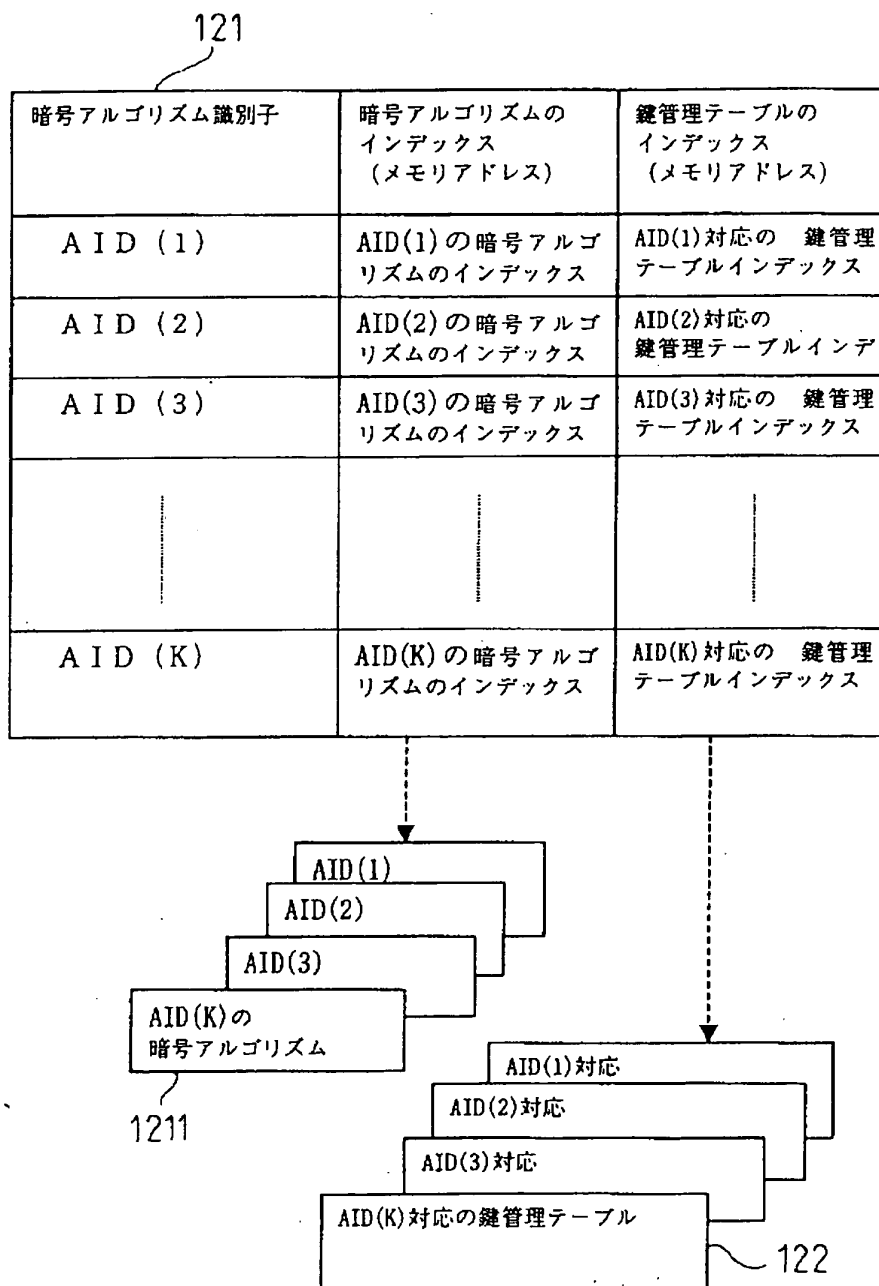 121
暗号アルゴリズム識別子
暗号アルゴリズムの
インデックス
(メモリアドレス)
鍵管理テーブルの
インデックス
(メモリアドレス)
AID(1)
AID(1)の暗号アルゴ
リズムのインデックス
AID(1)対応の 鍵管理
テーブルインデックス
AID(2)
AID(2)の暗号アルゴ
リズムのインデックス
AID(2)対応の
鍵管理テーブルインデ
AID(3)
AID(3)の暗号アルゴ
リズムのインデックス
AID(3)対応の 鍵管理
テーブルインデックス
AID(K)
AID(K)の暗号アルゴ
リズムのインデックス
AID(K)対応の 鍵管理
テーブルインデックス
AID(1)
AID(2)
AID(3)
AID(K)の
暗号アルゴリズム
1211
AID(1)対応
AID(2)対応
AID(3)対応
AID(K)対応の鍵管理テーブル
122